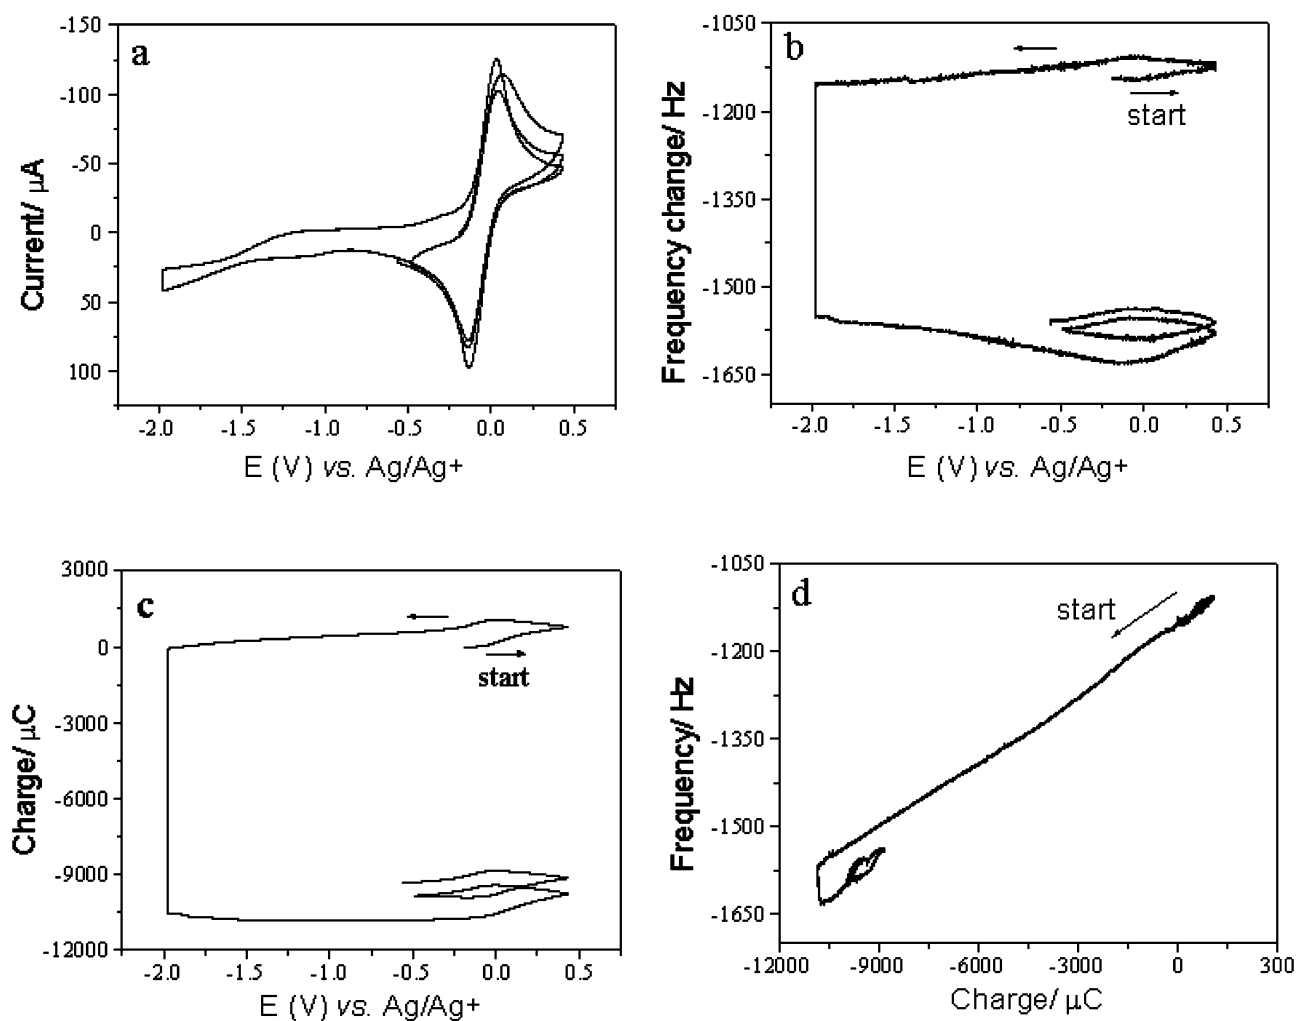 a
-150
-100
-50
0
50
100
Current/ μA
-2.0 -1.5 -1.0 -0.5 0.0 0.5
E (V) vs. Ag/Ag+
b
start
-1050
-1200
-1350
-1500
-1650
Frequency change/ Hz
-2.0 -1.5 -1.0 -0.5 0.0 0.5
E (V) vs. Ag/Ag+
c
start
3000
0
-3000
-6000
-9000
-12000
Charge/ μC
-2.0 -1.5 -1.0 -0.5 0.0 0.5
E (V) vs. Ag/Ag+
d
start
-1050
-1200
-1350
-1500
-1650
Frequency/ Hz
-12000 -9000 -6000 -3000 0 300
Charge/ μC